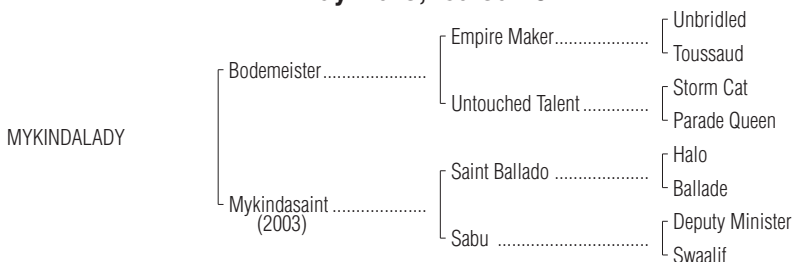 Unbridled
Empire Maker.....................
Toussaud
Bodemeister.......................
Storm Cat
Untouched Talent ...............
Parade Queen
MYKINDALADY
Halo
Saint Ballado .....................
Ballade
Mykindasaint .....................
(2003)
Deputy Minister
Sabu .................................
Swaalif